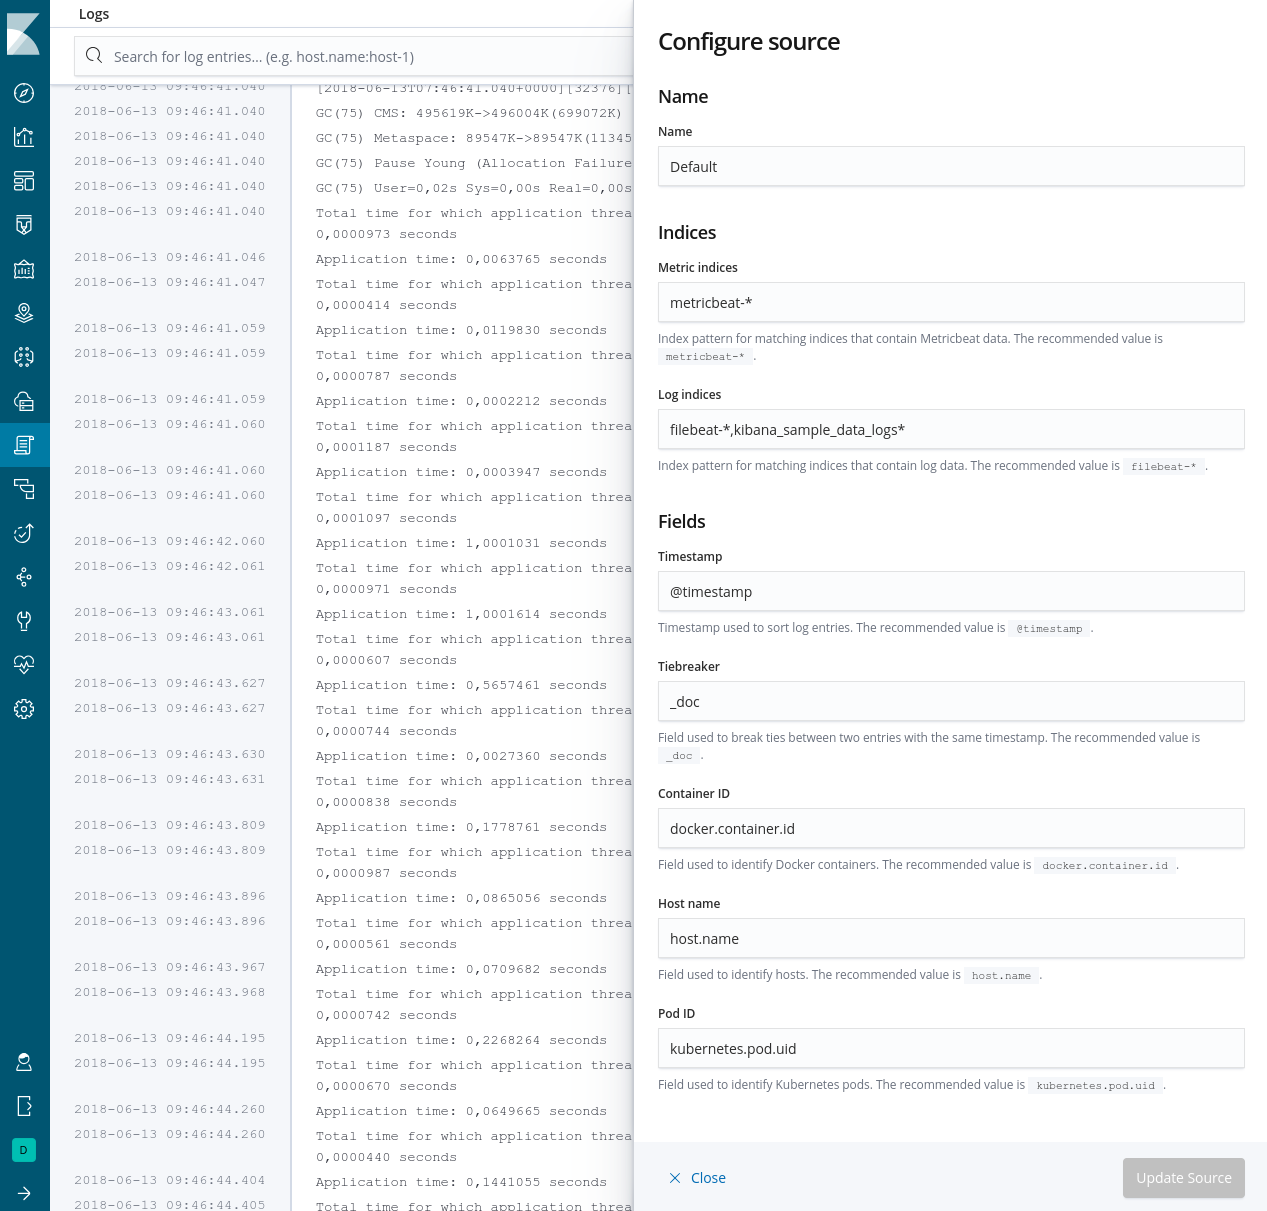 Logs
Search for log entries... (e.g. host.name:host-1)
2018-06-13 09:46:41.040 [2018-06-13T07:46:41.040+0000][32376][
2018-06-13 09:46:41.040 GC(75) CMS: 495619K->496004K(699072K)
2018-06-13 09:46:41.040 GC(75) Metaspace: 89547K->89547K(11345
2018-06-13 09:46:41.040 GC(75) Pause Young (Allocation Failure
2018-06-13 09:46:41.040 GC(75) User=0,02s Sys=0,00s Real=0,00s
2018-06-13 09:46:41.040 Total time for which application threa
0,0000973 seconds
2018-06-13 09:46:41.046 Application time: 0,0063765 seconds
2018-06-13 09:46:41.047 Total time for which application threa
0,0000414 seconds
2018-06-13 09:46:41.059 Application time: 0,0119830 seconds
2018-06-13 09:46:41.059 Total time for which application threa
0,0000787 seconds
2018-06-13 09:46:41.059 Application time: 0,0002212 seconds
2018-06-13 09:46:41.060 Total time for which application threa
0,0001187 seconds
2018-06-13 09:46:41.060 Application time: 0,0003947 seconds
2018-06-13 09:46:41.060 Total time for which application threa
0,0001097 seconds
2018-06-13 09:46:42.060 Application time: 1,0001031 seconds
2018-06-13 09:46:42.061 Total time for which application threa
0,0000971 seconds
2018-06-13 09:46:43.061 Application time: 1,0001614 seconds
2018-06-13 09:46:43.061 Total time for which application threa
0,0000607 seconds
2018-06-13 09:46:43.627 Application time: 0,5657461 seconds
2018-06-13 09:46:43.627 Total time for which application threa
0,0000744 seconds
2018-06-13 09:46:43.630 Application time: 0,0027360 seconds
2018-06-13 09:46:43.631 Total time for which application threa
0,0000838 seconds
2018-06-13 09:46:43.809 Application time: 0,1778761 seconds
2018-06-13 09:46:43.809 Total time for which application threa
0,0000987 seconds
2018-06-13 09:46:43.896 Application time: 0,0865056 seconds
2018-06-13 09:46:43.896 Total time for which application threa
0,0000561 seconds
2018-06-13 09:46:43.967 Application time: 0,0709682 seconds
2018-06-13 09:46:43.968 Total time for which application threa
0,0000742 seconds
2018-06-13 09:46:44.195 Application time: 0,2268264 seconds
2018-06-13 09:46:44.195 Total time for which application threa
0,0000670 seconds
2018-06-13 09:46:44.260 Application time: 0,0649665 seconds
2018-06-13 09:46:44.260 Total time for which application threa
0,0000440 seconds
2018-06-13 09:46:44.404 Application time: 0,1441055 seconds
2018-06-13 09:46:44.405 Total time for which application threa
D
Configure source
Name
Name
Default
Indices
Metric indices
metricbeat-*
Index pattern for matching indices that contain Metricbeat data. The recommended value is
metricbeat-* .
Log indices
filebeat-*,kibana_sample_data_logs*
Index pattern for matching indices that contain log data. The recommended value is filebeat-* .
Fields
Timestamp
@timestamp
Timestamp used to sort log entries. The recommended value is @timestamp .
Tiebreaker
_doc
Field used to break ties between two entries with the same timestamp. The recommended value is
_doc .
Container ID
docker.container.id
Field used to identify Docker containers. The recommended value is docker.container.id .
Host name
host.name
Field used to identify hosts. The recommended value is host.name .
Pod ID
kubernetes.pod.uid
Field used to identify Kubernetes pods. The recommended value is kubernetes.pod.uid .
Close
Update Source